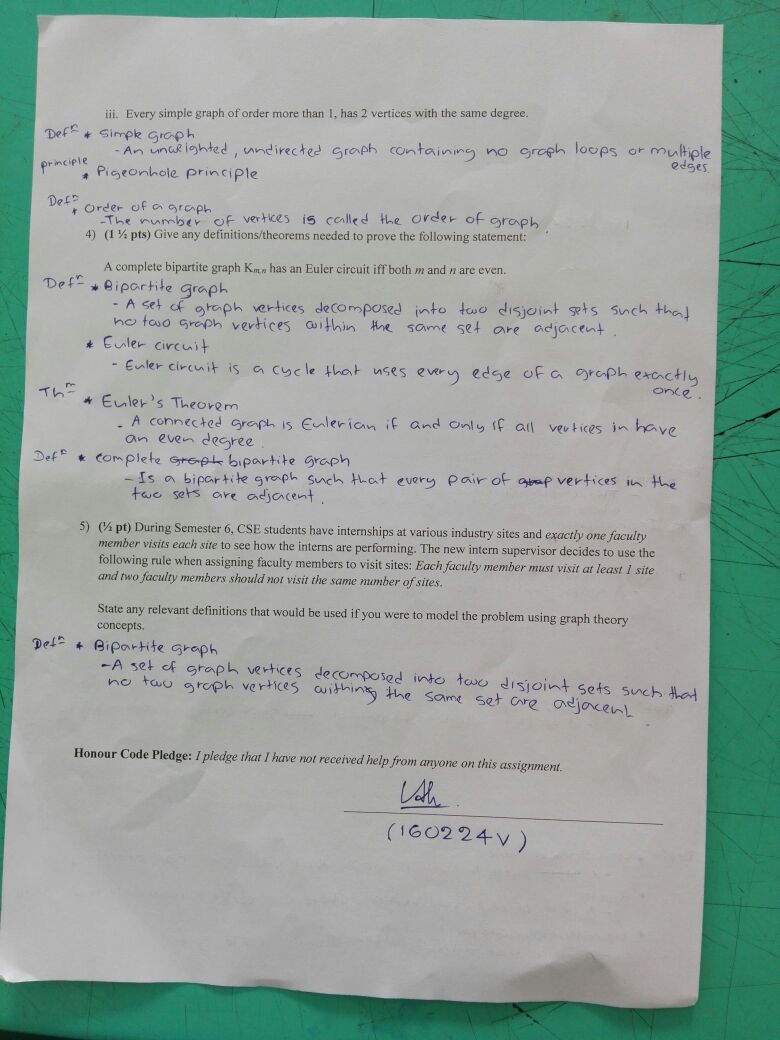 iii. Every simple graph of order more than 1, has 2 vertices with the same degree.
Defn * simple graph
- An unweighted, undirected graph containing no graph loops or multiple
edges.
principle
* Pigeonhole principle
Defn
* order of a graph
- The number of vertices is called the order of graph
4) (1 ½ pts) Give any definitions/theorems needed to prove the following statement:
A complete bipartite graph Km,n has an Euler circuit iff both m and n are even.
Defn * Bipartite graph
- A set of graph vertices decomposed into two disjoint sets such that
no two graph vertices within the same set are adjacent.
* Euler circuit
- Euler circuit is a cycle that uses every edge of a graph exactly
once.
Thm * Euler's Theorem
- A connected graph is Eulerian if and only if all vertices in have
an even degree.
Defn * complete graph bipartite graph
- Is a bipartite graph such that every pair of graph vertices in the
two sets are adjacent.
5) (½ pt) During Semester 6, CSE students have internships at various industry sites and exactly one faculty
member visits each site to see how the interns are performing. The new intern supervisor decides to use the
following rule when assigning faculty members to visit sites: Each faculty member must visit at least 1 site
and two faculty members should not visit the same number of sites.
State any relevant definitions that would be used if you were to model the problem using graph theory
concepts.
Defn * Bipartite graph
- A set of graph vertices decomposed into two disjoint sets such that
no two graph vertices withing the same set are adjacent
Honour Code Pledge: I pledge that I have not received help from anyone on this assignment.
(160224V)